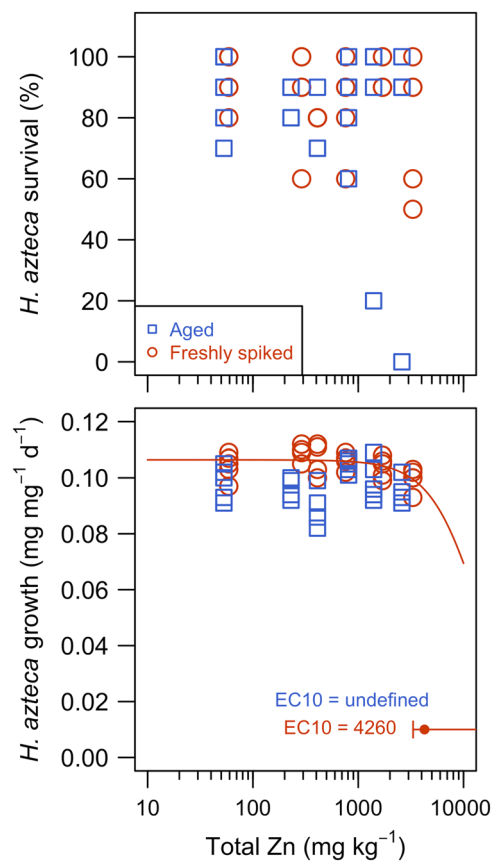 H. azteca survival (%)
100
80
60
40
20
0
Aged
Freshly spiked
H. azteca growth (mg mg⁻¹ d⁻¹)
0.12
0.10
0.08
0.06
0.04
0.02
0.00
EC10 = undefined
EC10 = 4260
10
100
1000
10000
Total Zn (mg kg⁻¹)